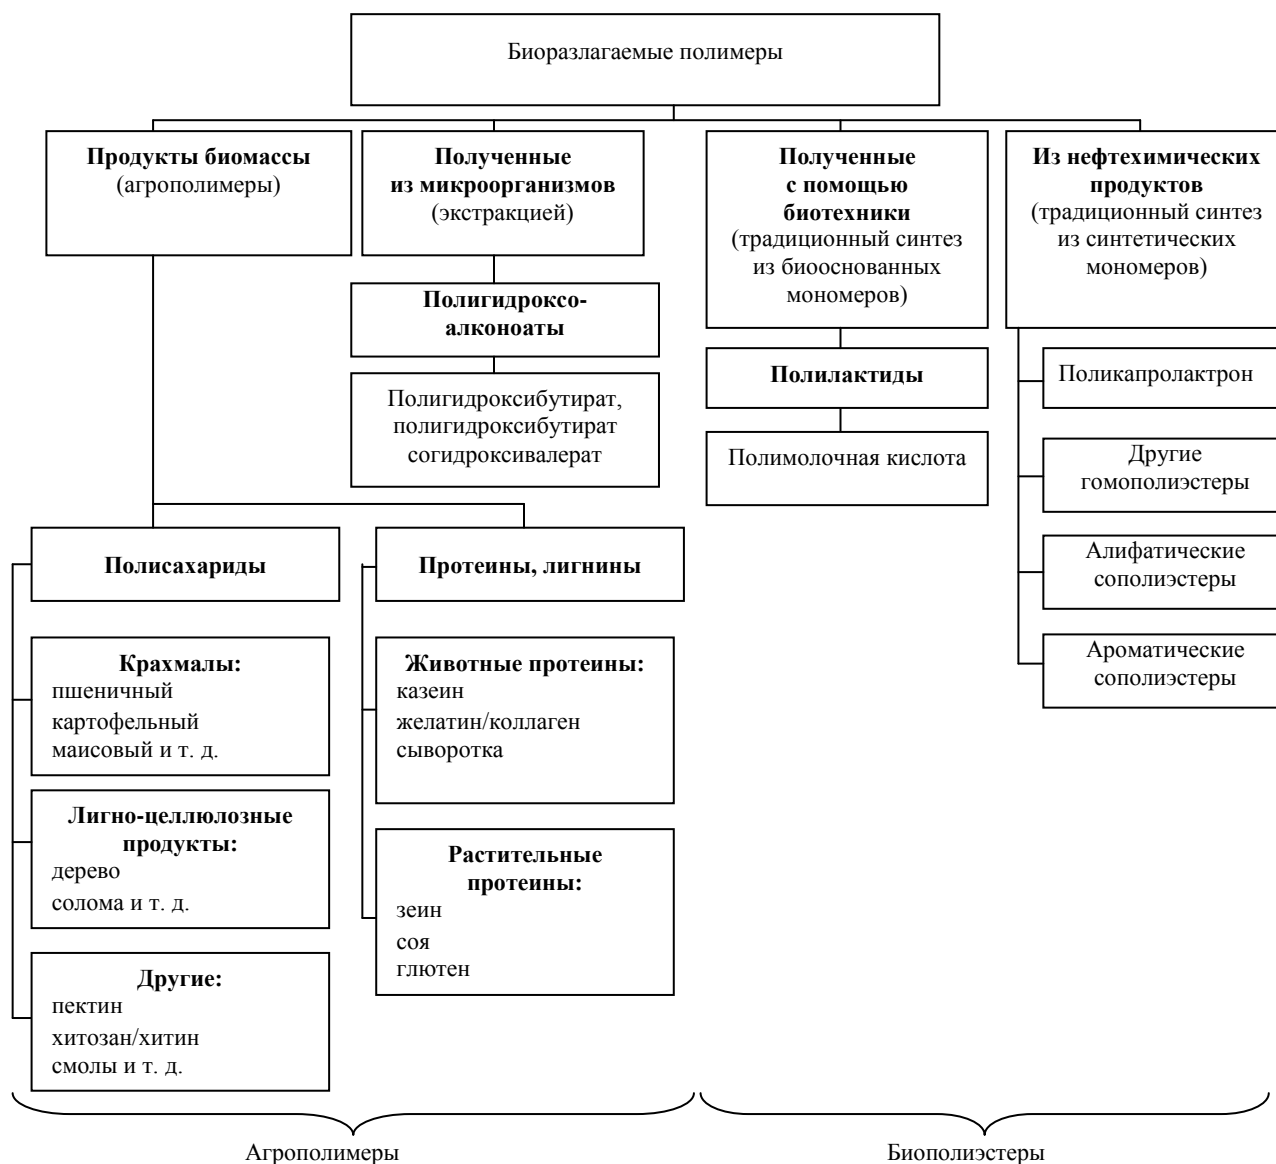 Биоразлагаемые полимеры
Продукты биомассы
(агрополимеры)
Полученные
из микроорганизмов
(экстракцией)
Полученные
с помощью
биотехники
(традиционный синтез
из биооснованных
мономеров)
Из нефтехимических
продуктов
(традиционный синтез
из синтетических
мономеров)
Полигидроксо-
алконоаты
Полигидроксибутират,
полигидроксибутират
согидроксивалерат
Полилактиды
Полимолочная кислота
Поликапролактрон
Другие
гомополиэстеры
Алифатические
сополиэстеры
Ароматические
сополиэстеры
Полисахариды
Протеины, лигнины
Крахмалы:
пшеничный
картофельный
маисовый и т. д.
Лигно-целлюлозные
продукты:
дерево
солома и т. д.
Другие:
пектин
хитозан/хитин
смолы и т. д.
Животные протеины:
казеин
желатин/коллаген
сыворотка
Растительные
протеины:
зеин
соя
глютен
Агрополимеры
Биополиэстеры